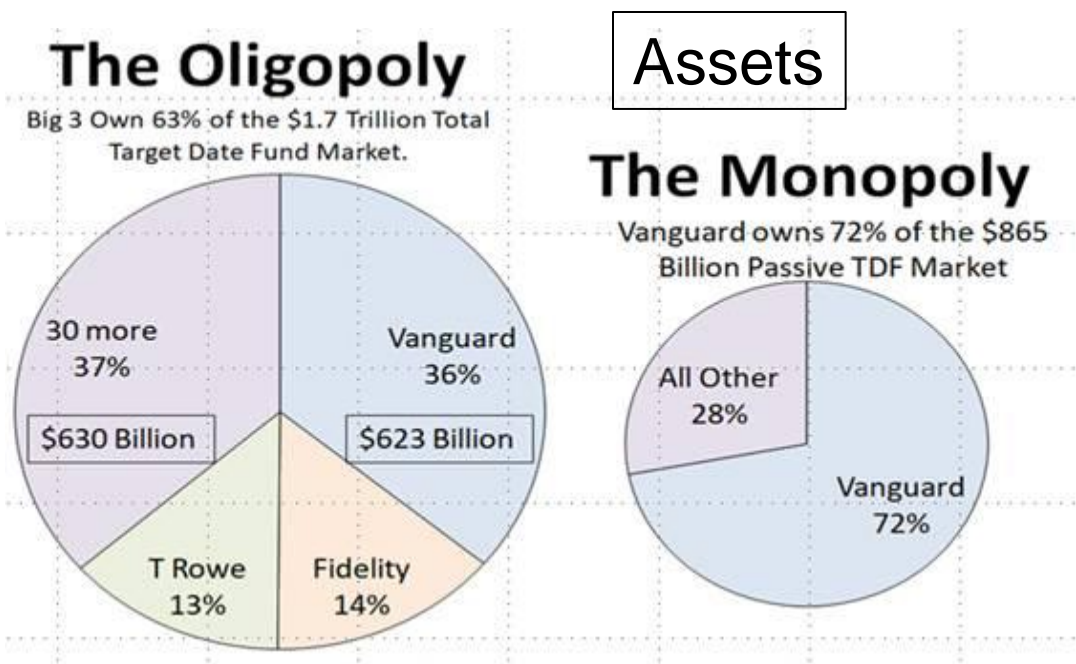 The Oligopoly
Big 3 Own 63% of the $1.7 Trillion Total
Target Date Fund Market.
30 more
37%
$630 Billion
Vanguard
36%
$623 Billion
T Rowe
13%
Fidelity
14%
Assets
The Monopoly
Vanguard owns 72% of the $865
Billion Passive TDF Market
All Other
28%
Vanguard
72%